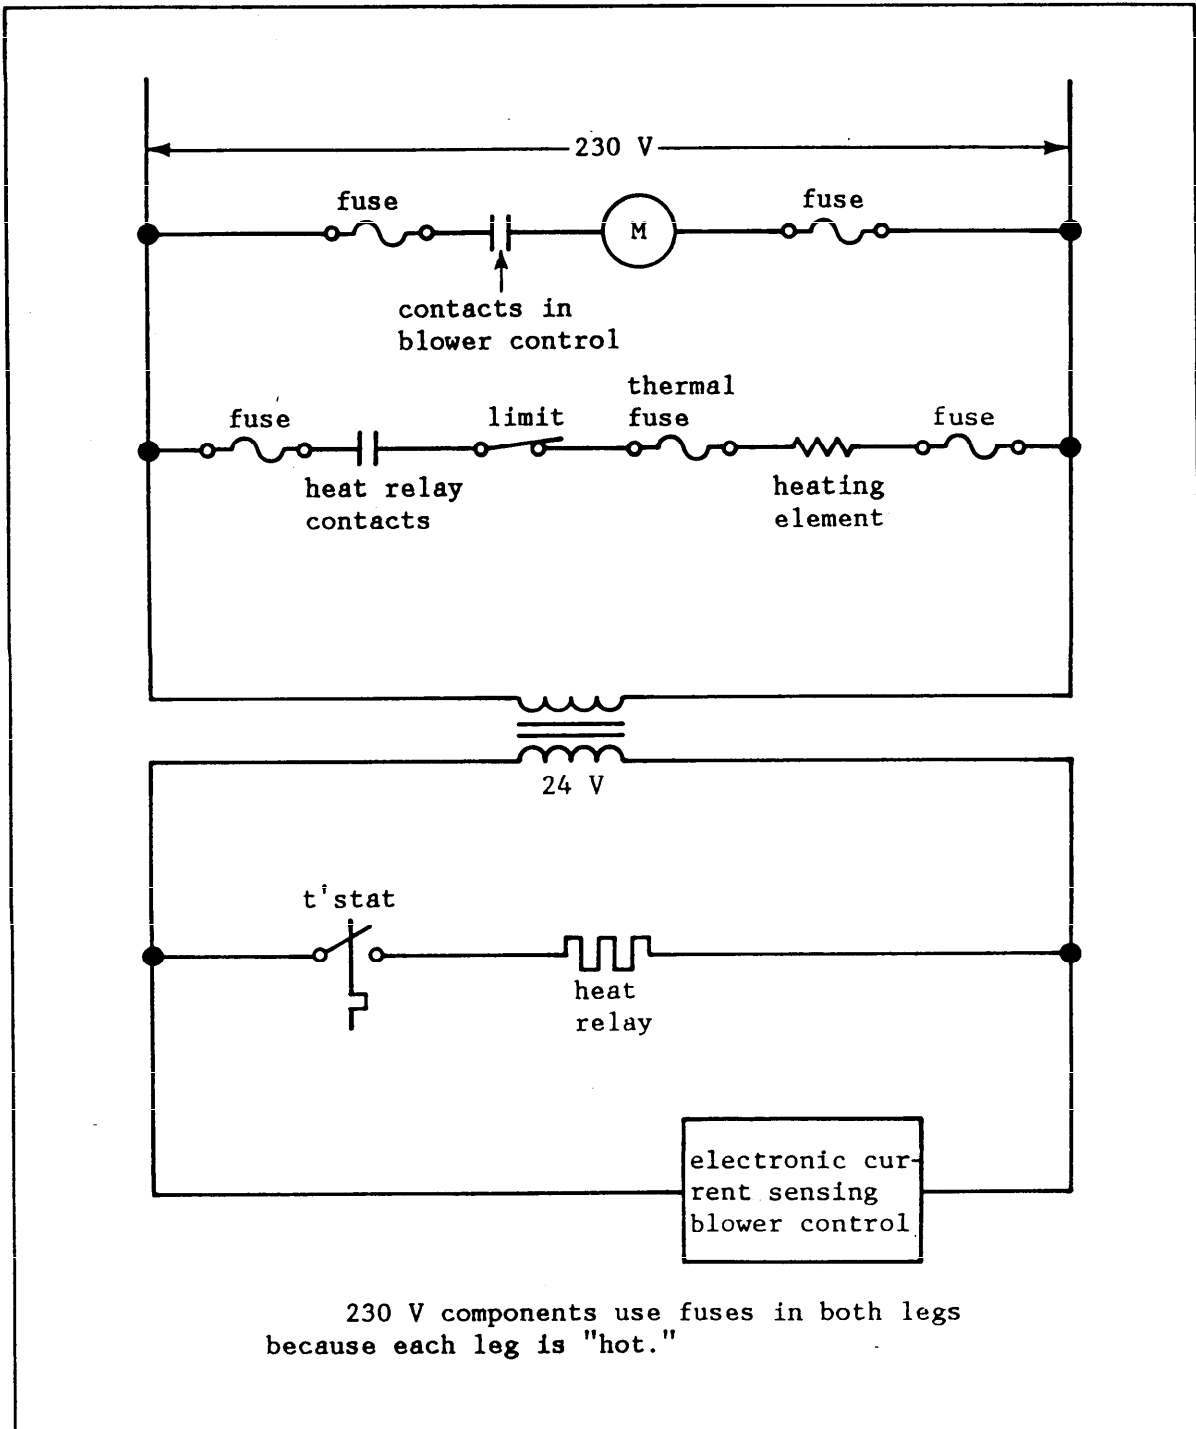 230 V
fuse
fuse
M
contacts in
blower control
thermal
fuse
fuse
limit
fuse
heat relay
contacts
heating
element
24 V
t'stat
heat
relay
electronic cur-
rent sensing
blower control
230 V components use fuses in both legs
because each leg is "hot."